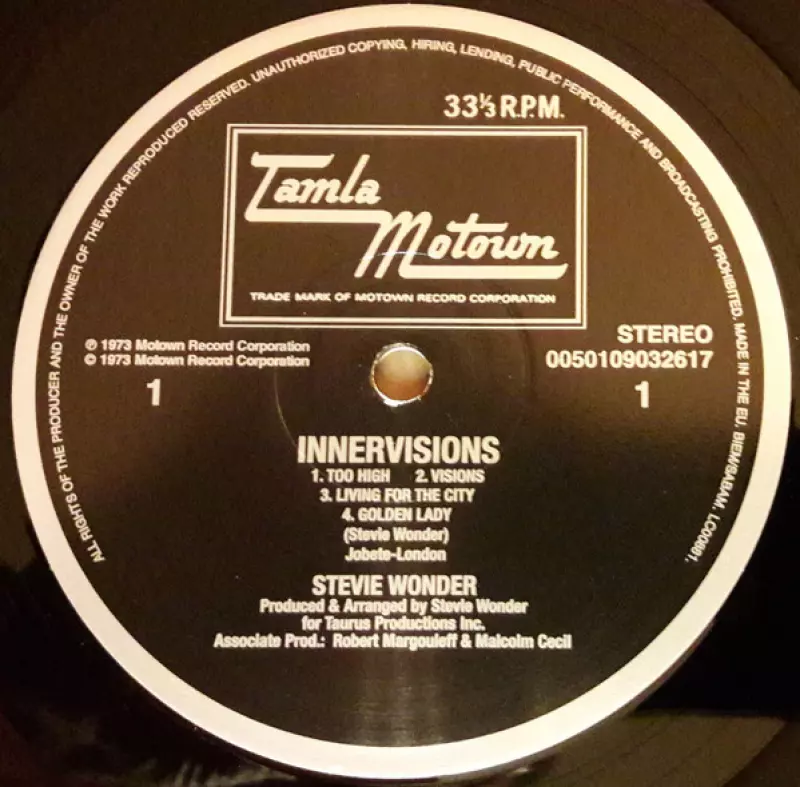 ALL RIGHTS OF THE PRODUCER AND THE OWNER OF THE WORK REPRODUCED RESERVED. UNAUTHORIZED COPYING, HIRING, LENDING, PUBLIC PERFORMANCE AND BROADCASTING PROHIBITED. MADE IN THE EU. BIEM/SABAM. LC00881.
33⅓ R.P.M.
Tamla
Motown
TRADE MARK OF MOTOWN RECORD CORPORATION
STEREO
℗ 1973 Motown Record Corporation
© 1973 Motown Record Corporation
0050109032617
1 1
INNERVISIONS
1. TOO HIGH 2. VISIONS
3. LIVING FOR THE CITY
4. GOLDEN LADY
(Stevie Wonder)
Jobete-London
STEVIE WONDER
Produced & Arranged by Stevie Wonder
for Taurus Productions Inc.
Associate Prod.: Robert Margouleff & Malcolm Cecil